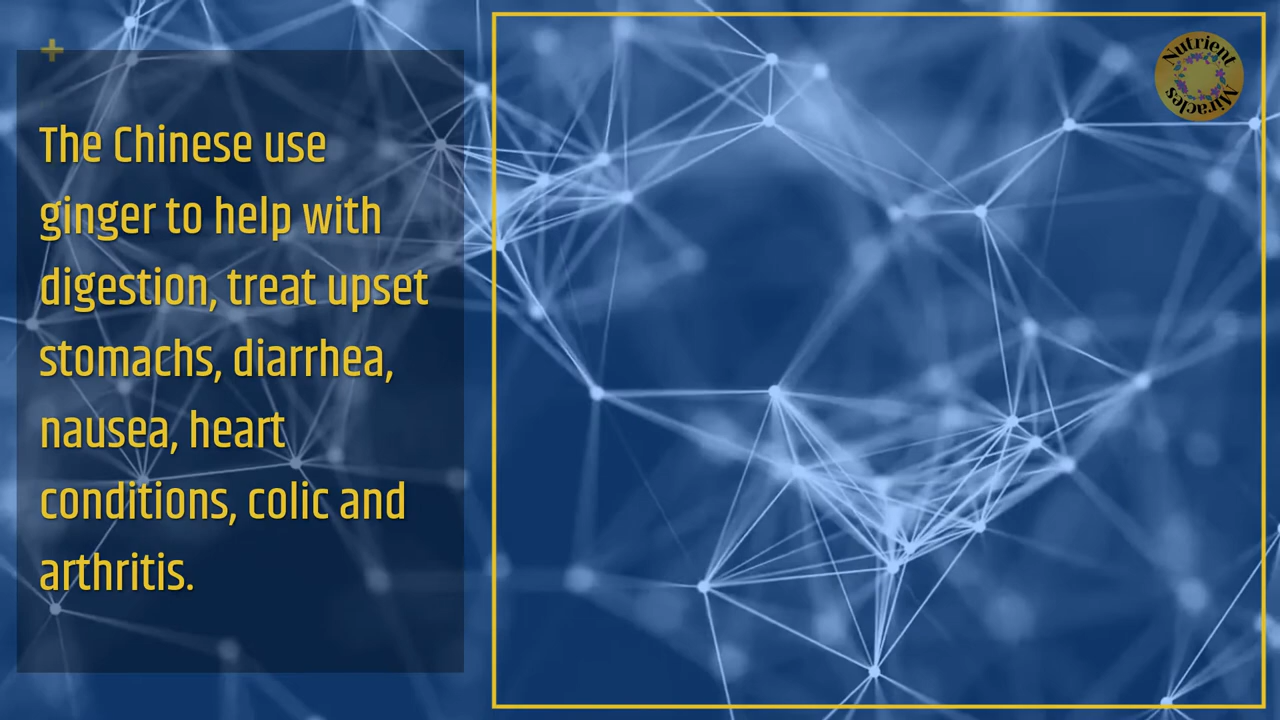 Nutrient
Miracles
+
The Chinese use
ginger to help with
digestion, treat upset
stomachs, diarrhea,
nausea, heart
conditions, colic and
arthritis.